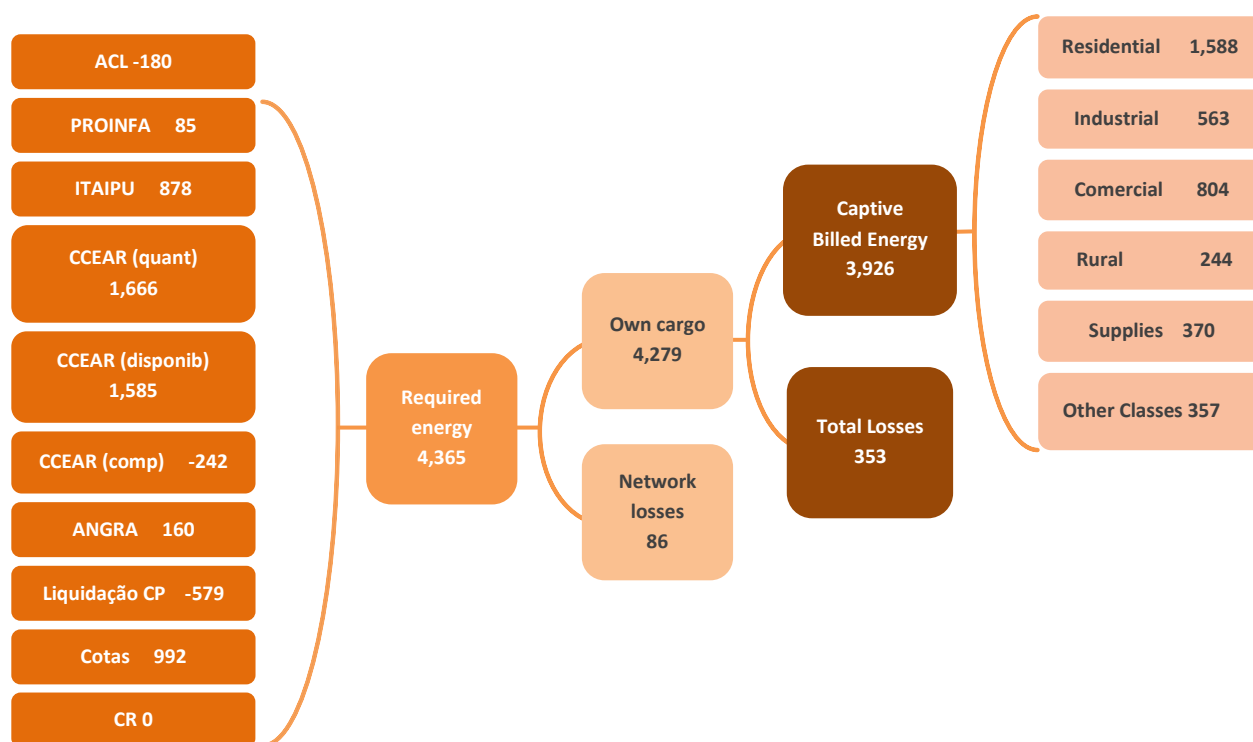 ACL -180
PROINFA 85
ITAIPU 878
CCEAR (quant)
1,666
CCEAR (disponib)
1,585
CCEAR (comp) -242
ANGRA 160
Liquidação CP -579
Cotas 992
CR 0
Required
energy
4,365
Own cargo
4,279
Network
losses
86
Captive
Billed Energy
3,926
Total Losses
353
Residential 1,588
Industrial 563
Comercial 804
Rural 244
Supplies 370
Other Classes 357